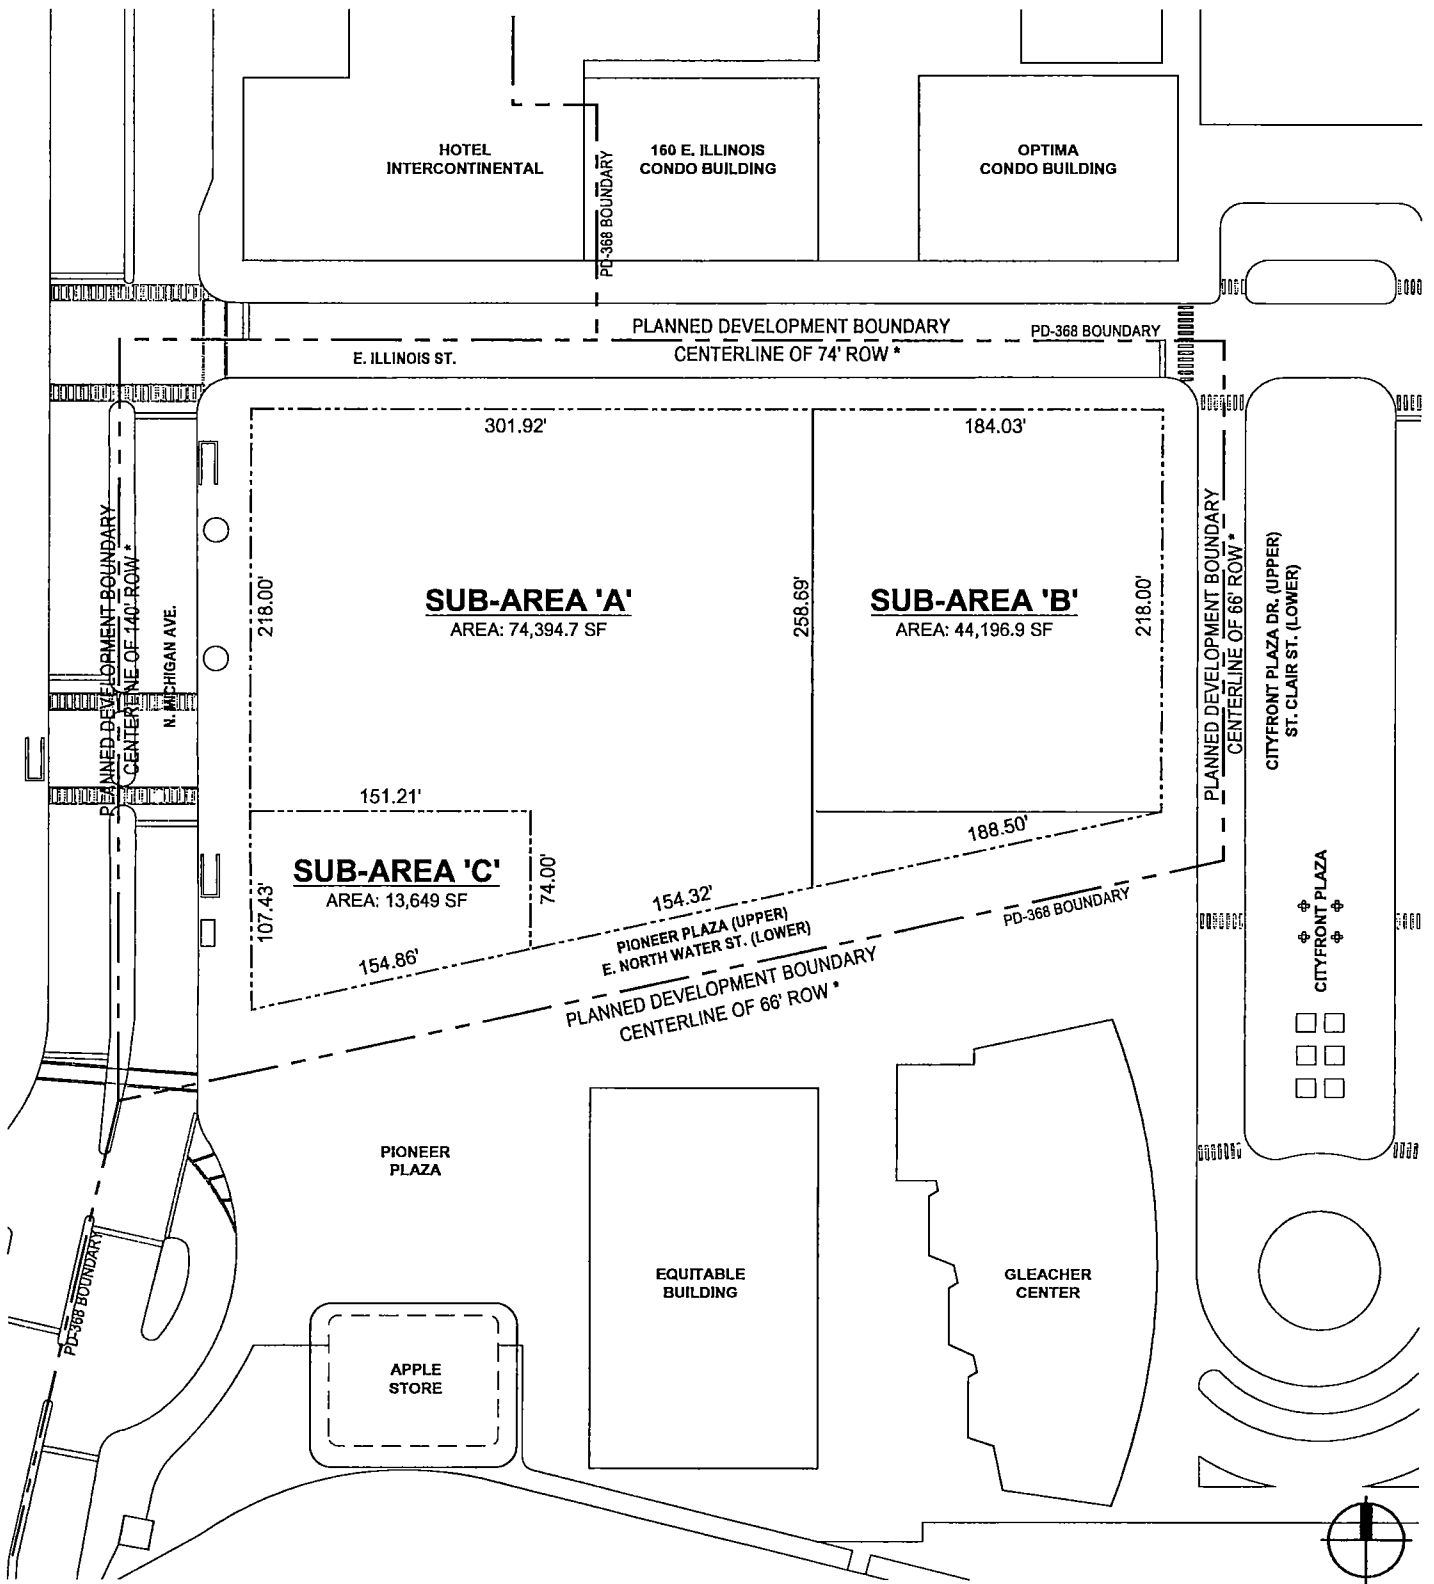 HOTEL
INTERCONTINENTAL
160 E. ILLINOIS
CONDO BUILDING
OPTIMA
CONDO BUILDING
PD-368 BOUNDARY
PLANNED DEVELOPMENT BOUNDARY
CENTERLINE OF 74' ROW *
PD-368 BOUNDARY
E. ILLINOIS ST.
301.92'
184.03'
PLANNED DEVELOPMENT BOUNDARY
CENTERLINE OF 140' ROW *
N. MICHIGAN AVE.
218.00'
SUB-AREA 'A'
AREA: 74,394.7 SF
258.69'
SUB-AREA 'B'
AREA: 44,196.9 SF
218.00'
PLANNED DEVELOPMENT BOUNDARY
CENTERLINE OF 66' ROW *
CITYFRONT PLAZA DR. (UPPER)
ST. CLAIR ST. (LOWER)
151.21'
SUB-AREA 'C'
AREA: 13,649 SF
107.43'
74.00'
154.86'
154.32'
188.50'
PIONEER PLAZA (UPPER)
E. NORTH WATER ST. (LOWER)
PD-368 BOUNDARY
PLANNED DEVELOPMENT BOUNDARY
CENTERLINE OF 66' ROW *
CITYFRONT PLAZA
PIONEER
PLAZA
PD-368 BOUNDARY
EQUITABLE
BUILDING
GLEACHER
CENTER
APPLE
STORE